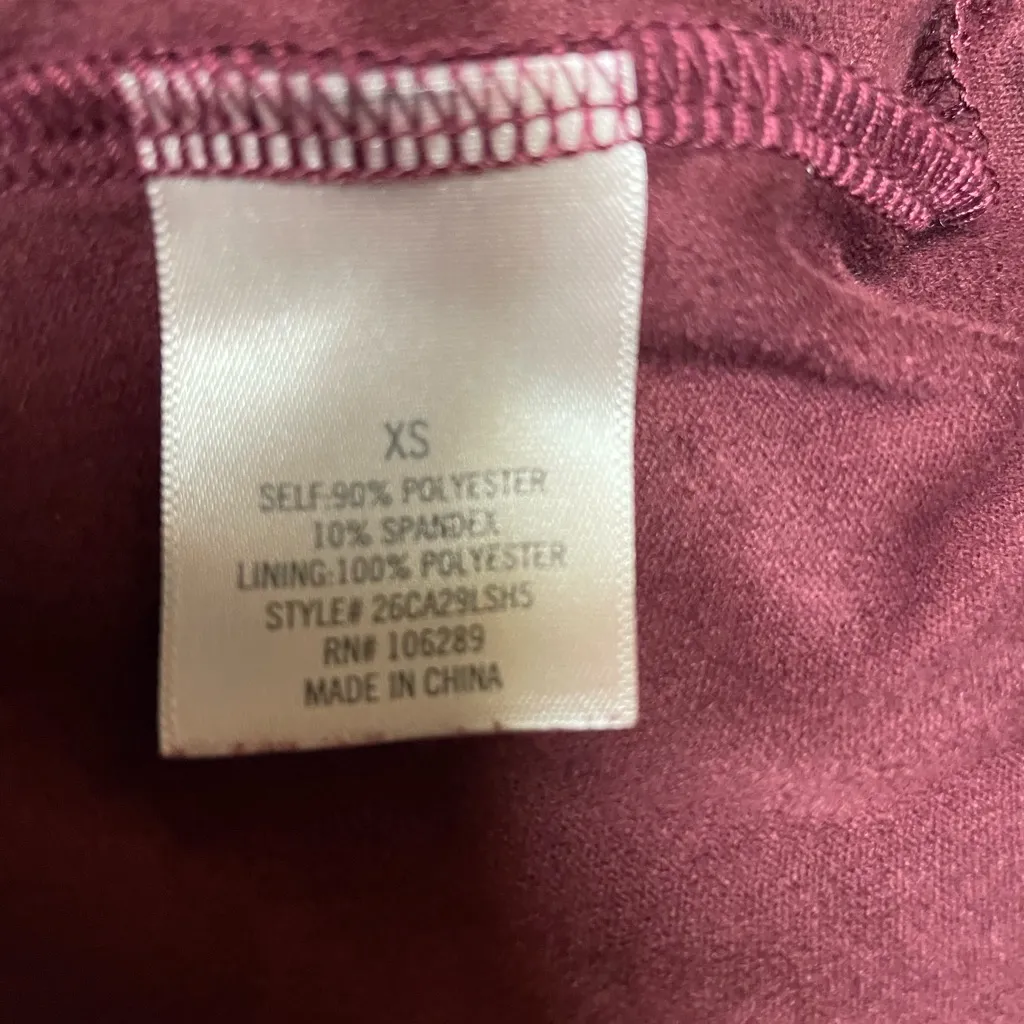 XS
SELF:90% POLYESTER
10% SPANDEX
LINING:100% POLYESTER
STYLE# 26CA29LSH5
RN# 106289
MADE IN CHINA